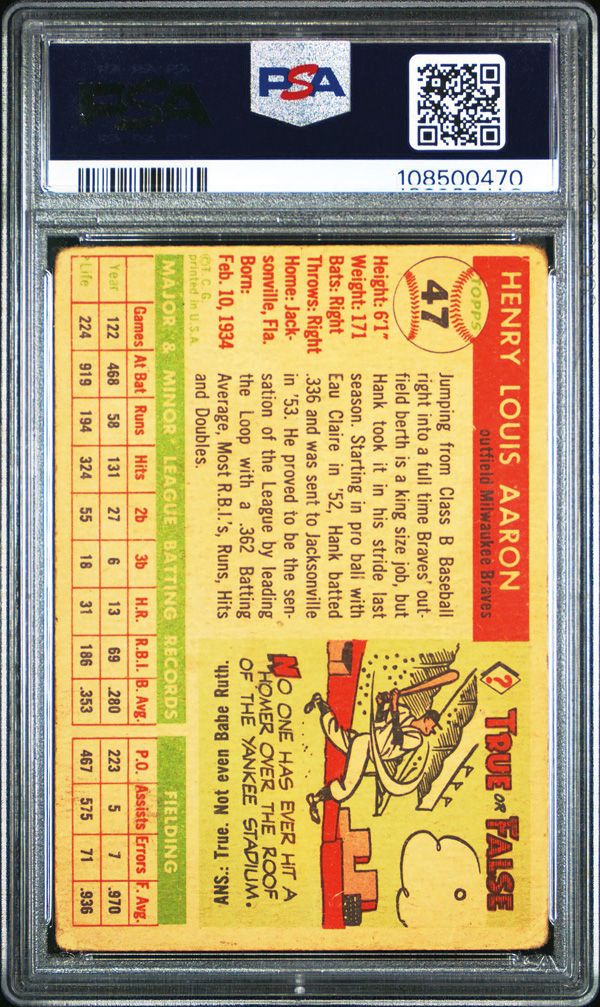 PSA
PSA
108500470
HENRY LOUIS AARON
outfield Milwaukee Braves
TOPPS
47
Height: 6'1"
Weight: 171
Bats: Right
Throws: Right
Home: Jack-
sonville, Fla.
Born:
Feb. 10, 1934
©T. C. G.
printed in U.S.A.
Jumping from Class B Baseball
right into a full time Braves' out-
field berth is a king size job, but
Hank took it in his stride last
season. Starting in pro ball with
Eau Claire in '52, Hank batted
.336 and was sent to Jacksonville
in '53. He proved to be the sen-
sation of the League by leading
the Loop with a .362 Batting
Average, Most R.B.I.'s, Runs, Hits
and Doubles.
? TRUE OR FALSE
NO ONE HAS EVER HIT A
HOMER OVER THE ROOF
OF THE YANKEE STADIUM.
ANS: True. Not even Babe Ruth.
MAJOR & MINOR LEAGUE BATTING RECORDS FIELDING
Games At Bat Runs Hits 2b 3b H.R. R.B.I. B. Avg. P.O. Assists Errors F. Avg.
Year 122 468 58 131 27 6 13 69 .280 223 5 7 .970
Life 224 919 194 324 55 18 31 186 .353 467 575 71 .936
PSA